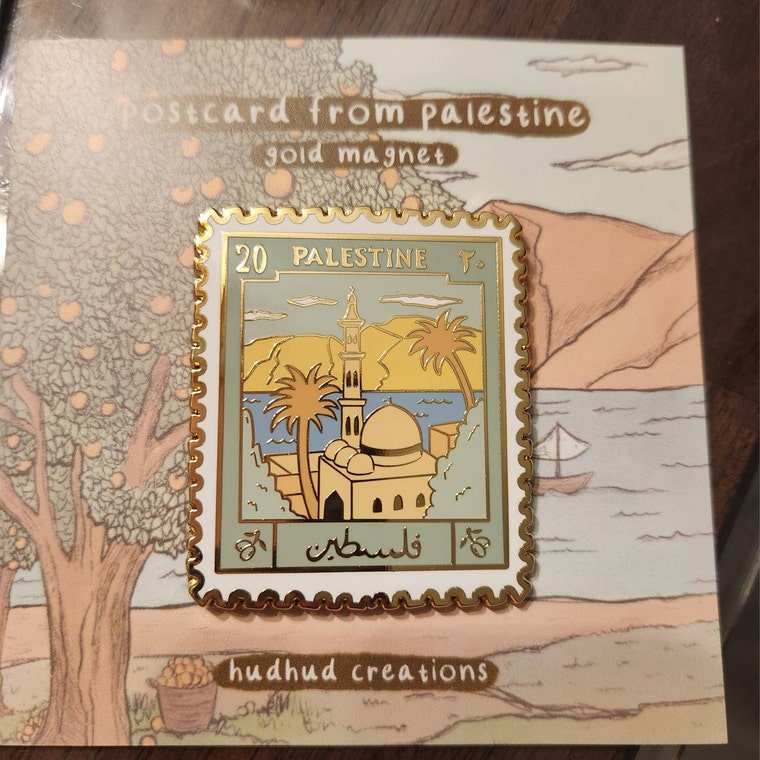 postcard from palestine
gold magnet
20 PALESTINE ٢٠
فلسطين
hudhud creations